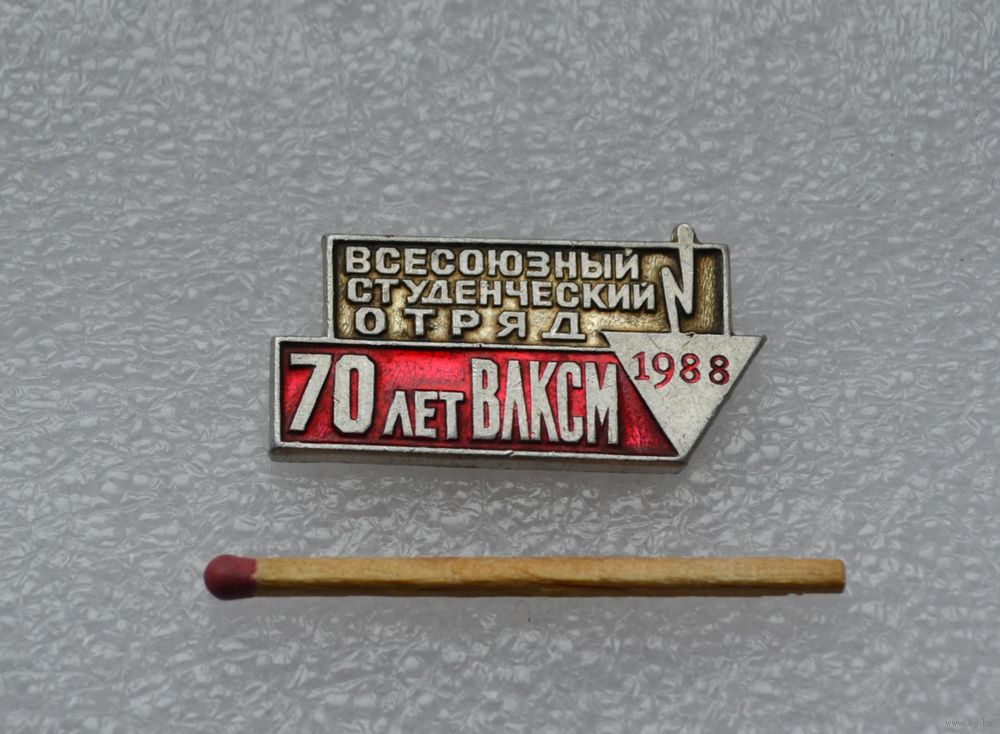 ВСЕСОЮЗНЫЙ
СТУДЕНЧЕСКИЙ
ОТРЯД
70 ЛЕТ ВЛКСМ 1988